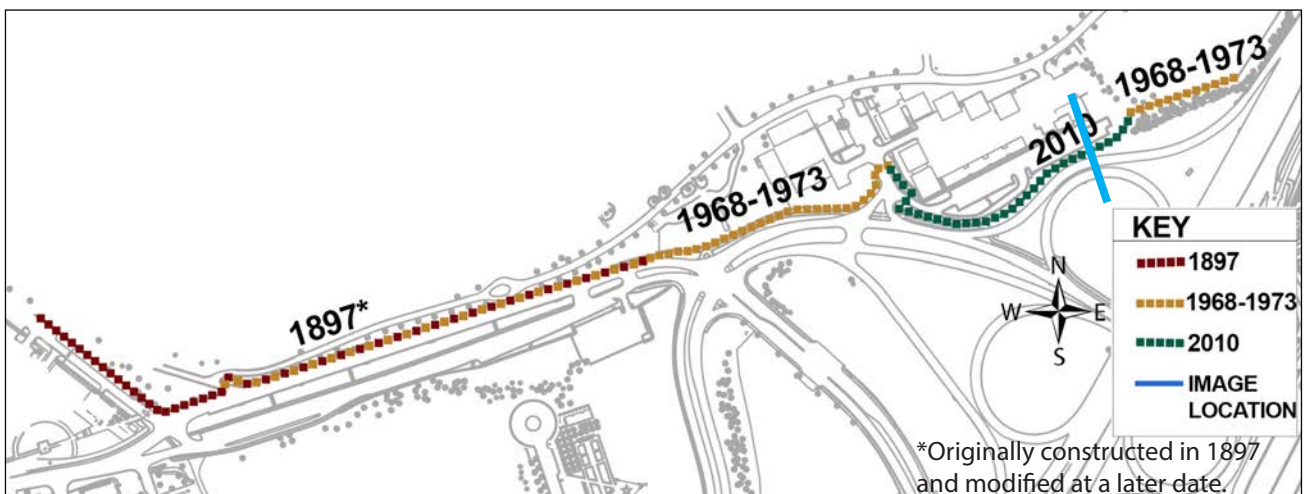 1968-1973
2010
1968-1973
1897*
KEY
1897
1968-1973
2010
IMAGE
LOCATION
N
W E
S
*Originally constructed in 1897
and modified at a later date.